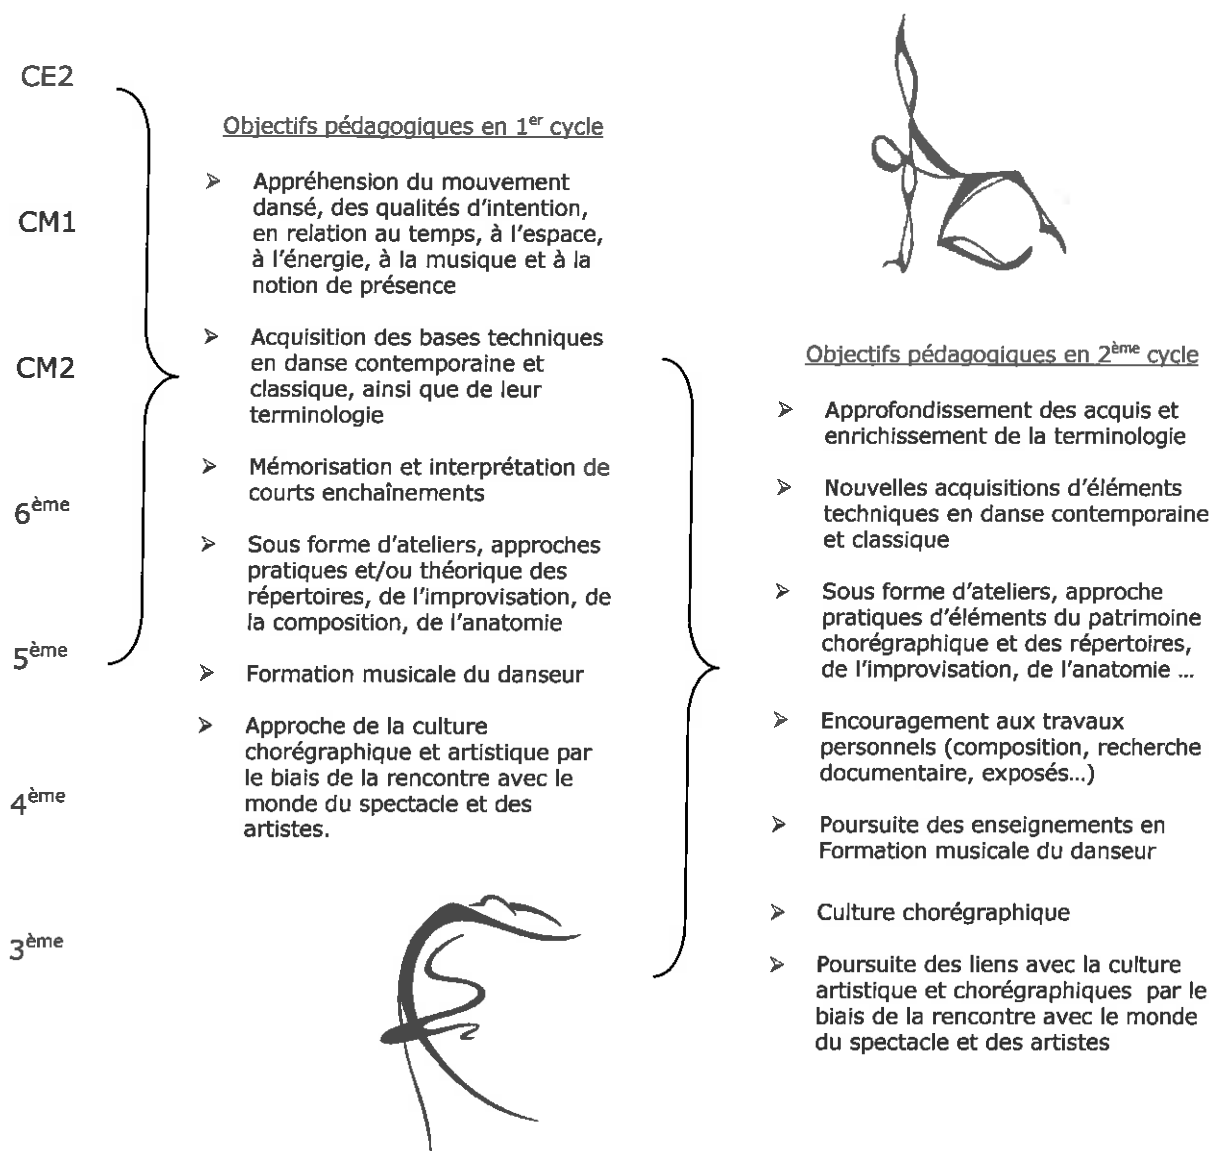 CE2
CM1
CM2
6ème
5ème
4ème
3ème
Objectifs pédagogiques en 1er cycle
➢ Appréhension du mouvement
dansé, des qualités d'intention,
en relation au temps, à l'espace,
à l'énergie, à la musique et à la
notion de présence
➢ Acquisition des bases techniques
en danse contemporaine et
classique, ainsi que de leur
terminologie
➢ Mémorisation et interprétation de
courts enchaînements
➢ Sous forme d'ateliers, approches
pratiques et/ou théorique des
répertoires, de l'improvisation, de
la composition, de l'anatomie
➢ Formation musicale du danseur
➢ Approche de la culture
chorégraphique et artistique par
le biais de la rencontre avec le
monde du spectacle et des
artistes.
Objectifs pédagogiques en 2ème cycle
➢ Approfondissement des acquis et
enrichissement de la terminologie
➢ Nouvelles acquisitions d'éléments
techniques en danse contemporaine
et classique
➢ Sous forme d'ateliers, approche
pratiques d'éléments du patrimoine
chorégraphique et des répertoires,
de l'improvisation, de l'anatomie ...
➢ Encouragement aux travaux
personnels (composition, recherche
documentaire, exposés...)
➢ Poursuite des enseignements en
Formation musicale du danseur
➢ Culture chorégraphique
➢ Poursuite des liens avec la culture
artistique et chorégraphiques par le
biais de la rencontre avec le monde
du spectacle et des artistes